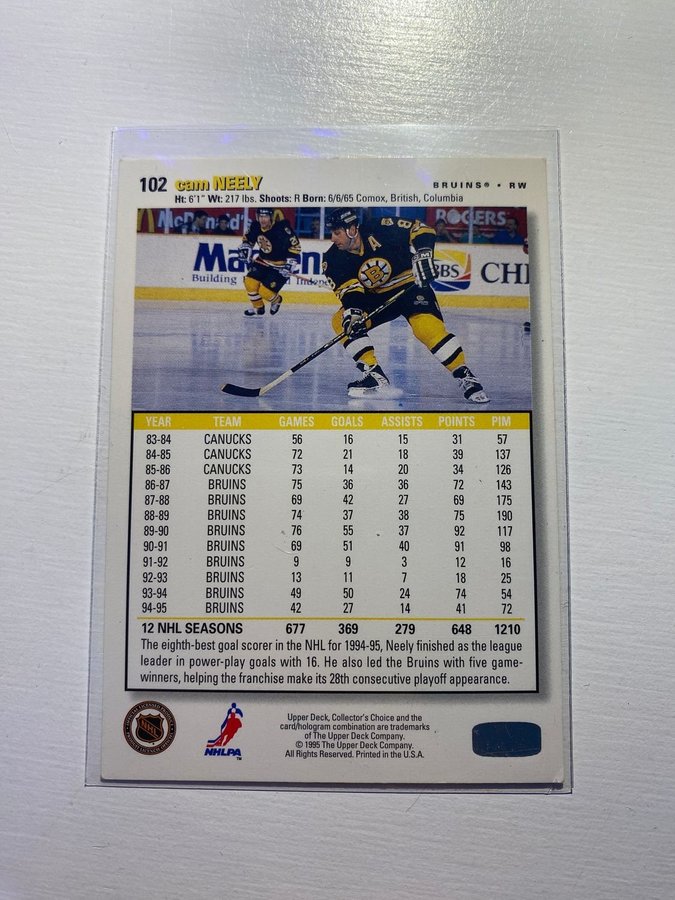 102 cam NEELY BRUINS® • RW
Ht: 6'1" Wt: 217 lbs. Shoots: R Born: 6/6/65 Comox, British, Columbia
McDonald's ROGERS
CBS CHI
Building
YEAR TEAM GAMES GOALS ASSISTS POINTS PIM
83-84 CANUCKS 56 16 15 31 57
84-85 CANUCKS 72 21 18 39 137
85-86 CANUCKS 73 14 20 34 126
86-87 BRUINS 75 36 36 72 143
87-88 BRUINS 69 42 27 69 175
88-89 BRUINS 74 37 38 75 190
89-90 BRUINS 76 55 37 92 117
90-91 BRUINS 69 51 40 91 98
91-92 BRUINS 9 9 3 12 16
92-93 BRUINS 13 11 7 18 25
93-94 BRUINS 49 50 24 74 54
94-95 BRUINS 42 27 14 41 72
12 NHL SEASONS 677 369 279 648 1210
The eighth-best goal scorer in the NHL for 1994-95, Neely finished as the league
leader in power-play goals with 16. He also led the Bruins with five game-
winners, helping the franchise make its 28th consecutive playoff appearance.
NHL
NHLPA
™
Upper Deck, Collector's Choice and the
card/hologram combination are trademarks
of The Upper Deck Company.
© 1995 The Upper Deck Company.
All Rights Reserved. Printed in the U.S.A.